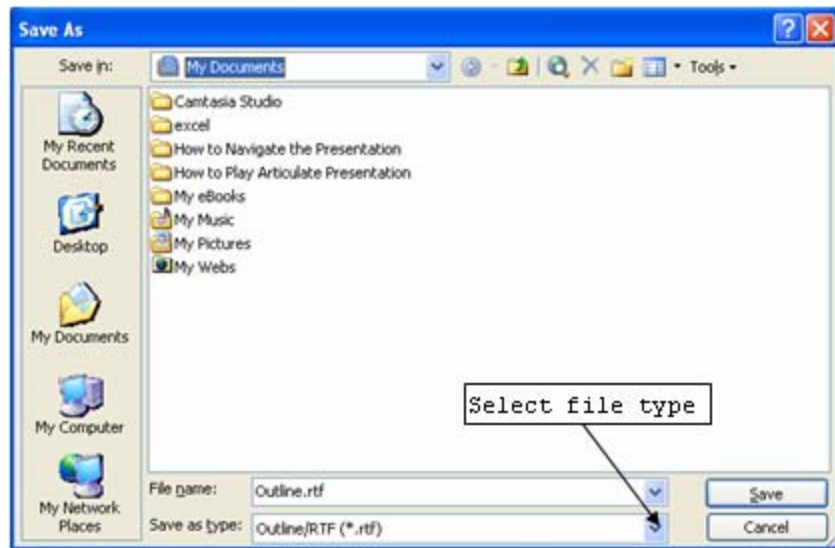 Save As
Save in:
My Documents
Tools
My Recent
Documents
Desktop
My Documents
My Computer
My Network
Places
Camtasia Studio
excel
How to Navigate the Presentation
How to Play Articulate Presentation
My eBooks
My Music
My Pictures
My Webs
Select file type
File name:
Outline.rtf
Save
Save as type:
Outline/RTF (*.rtf)
Cancel